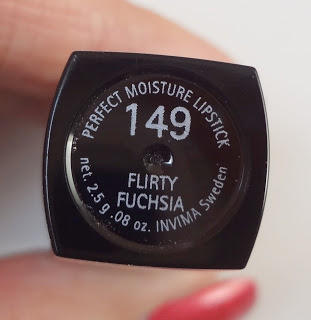 PERFECT MOISTURE LIPSTICK
149
FLIRTY
FUCHSIA
net. 2.5 g .08 oz. INVIMA Sweden